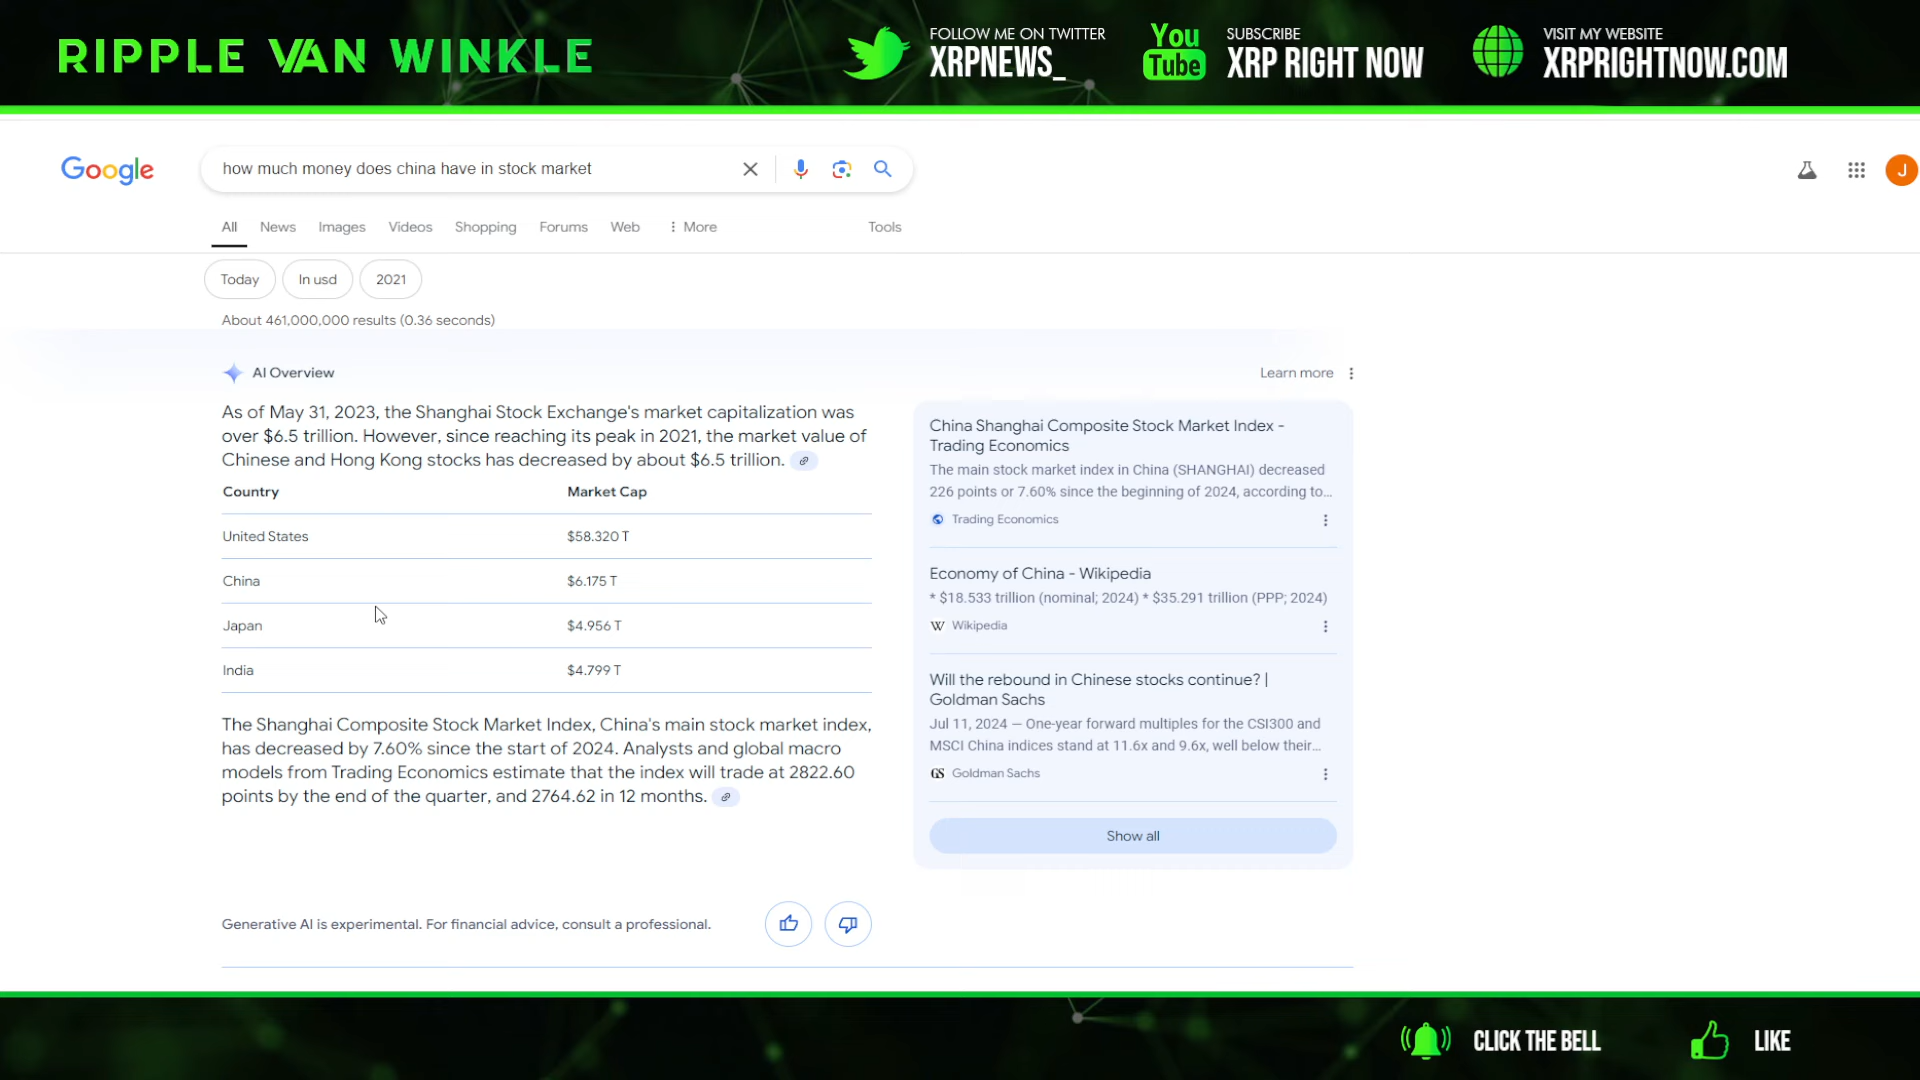 RIPPLE VAN WINKLE
FOLLOW ME ON TWITTER
XRPNEWS_
You
Tube
SUBSCRIBE
XRP RIGHT NOW
VISIT MY WEBSITE
XRPRIGHTNOW.COM
Google
how much money does china have in stock market
J
All News Images Videos Shopping Forums Web More Tools
Today In usd 2021
About 461,000,000 results (0.36 seconds)
AI Overview
Learn more
As of May 31, 2023, the Shanghai Stock Exchange's market capitalization was
over $6.5 trillion. However, since reaching its peak in 2021, the market value of
Chinese and Hong Kong stocks has decreased by about $6.5 trillion.
Country Market Cap
United States $58.320 T
China $6.175 T
Japan $4.956 T
India $4.799 T
The Shanghai Composite Stock Market Index, China's main stock market index,
has decreased by 7.60% since the start of 2024. Analysts and global macro
models from Trading Economics estimate that the index will trade at 2822.60
points by the end of the quarter, and 2764.62 in 12 months.
China Shanghai Composite Stock Market Index -
Trading Economics
The main stock market index in China (SHANGHAI) decreased
226 points or 7.60% since the beginning of 2024, according to...
Trading Economics
Economy of China - Wikipedia
* $18.533 trillion (nominal; 2024) * $35.291 trillion (PPP; 2024)
W Wikipedia
Will the rebound in Chinese stocks continue? |
Goldman Sachs
Jul 11, 2024 — One-year forward multiples for the CSI300 and
MSCI China indices stand at 11.6x and 9.6x, well below their...
GS Goldman Sachs
Show all
Generative AI is experimental. For financial advice, consult a professional.
CLICK THE BELL
LIKE